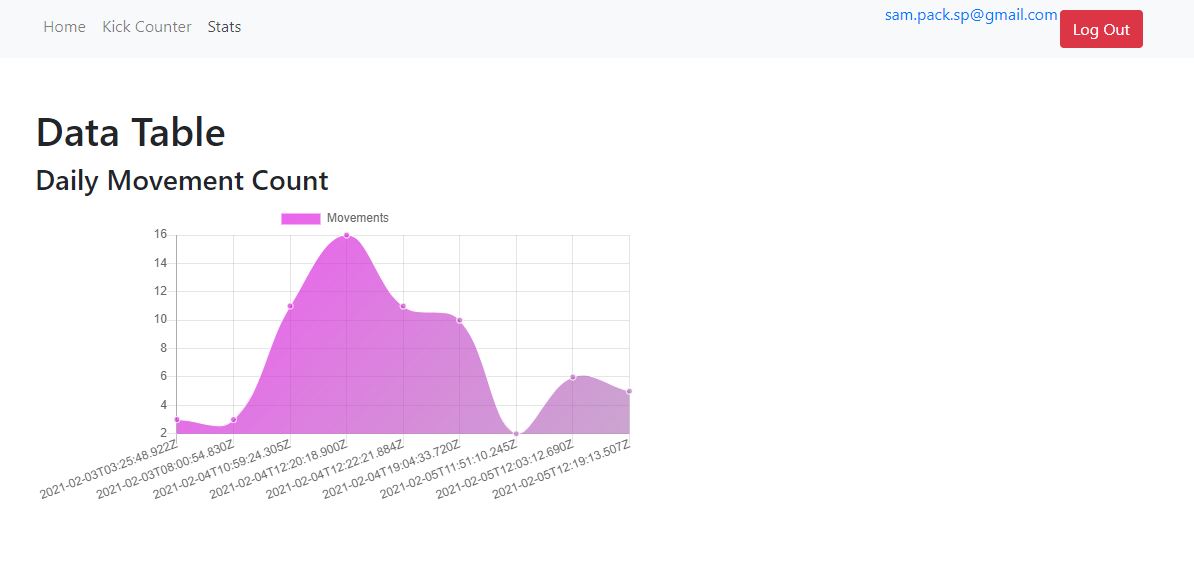 Home Kick Counter Stats sam.pack.sp@gmail.com Log Out
Data Table
Daily Movement Count
Movements
16
14
12
10
8
6
4
2
2021-02-03T03:25:48.922Z
2021-02-03T08:00:54.830Z
2021-02-04T10:59:24.305Z
2021-02-04T12:20:18.900Z
2021-02-04T12:22:21.884Z
2021-02-04T19:04:33.720Z
2021-02-05T11:51:10.245Z
2021-02-05T12:03:12.690Z
2021-02-05T12:19:13.507Z